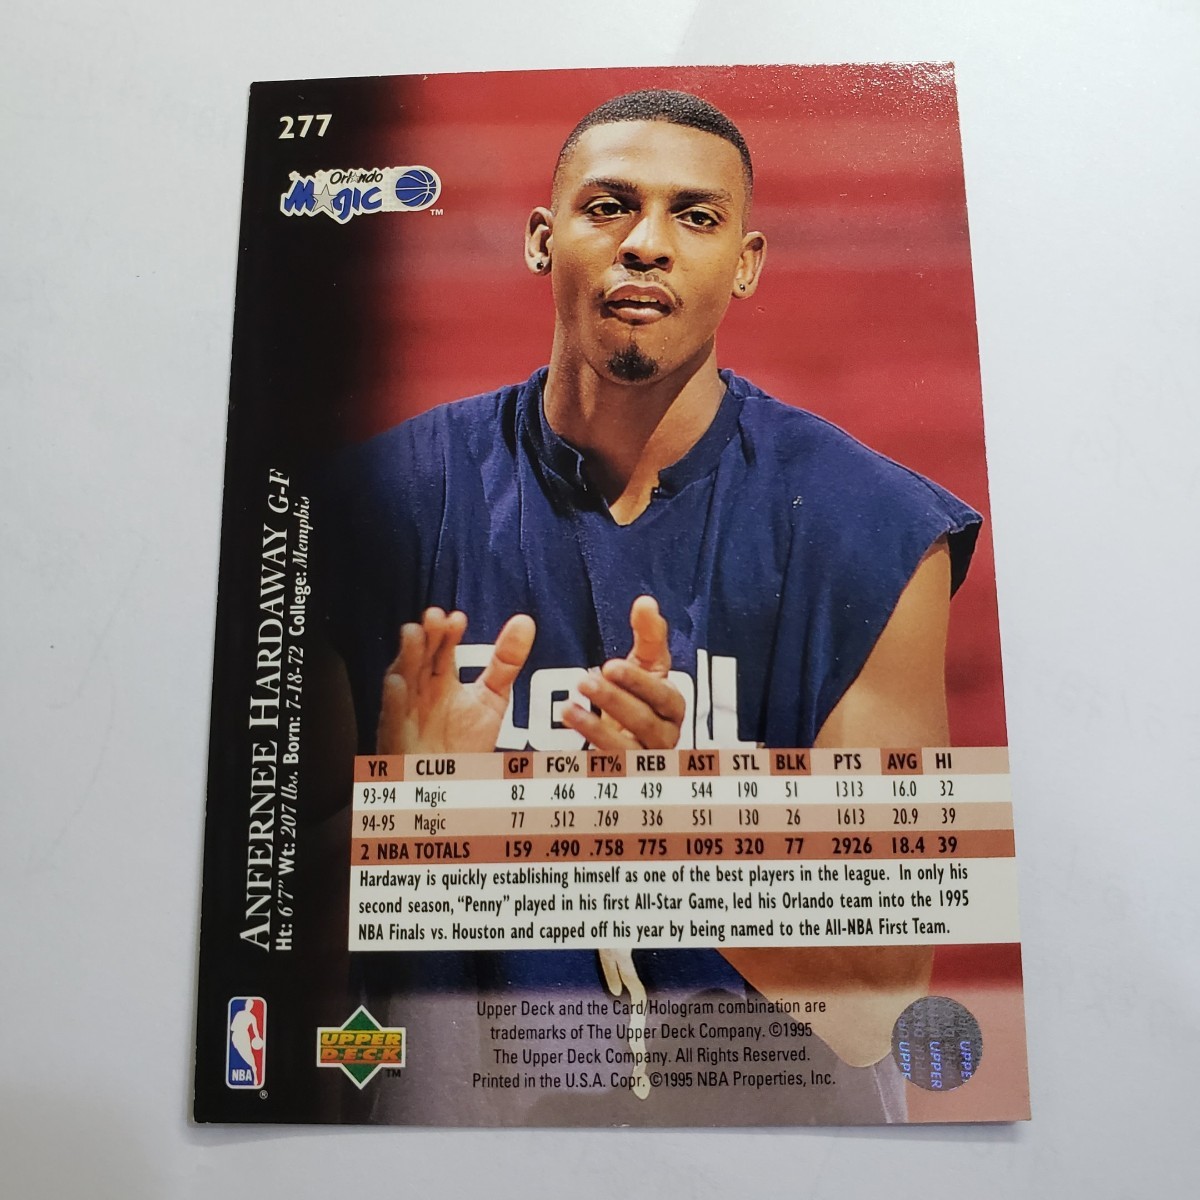 277
Orlando
Magic TM
ANFERNEE HARDAWAY G-F
Ht: 6'7" Wt: 207 lbs. Born: 7-18-72 College: Memphis
YR CLUB GP FG% FT% REB AST STL BLK PTS AVG HI
93-94 Magic 82 .466 .742 439 544 190 51 1313 16.0 32
94-95 Magic 77 .512 .769 336 551 130 26 1613 20.9 39
2 NBA TOTALS 159 .490 .758 775 1095 320 77 2926 18.4 39
Hardaway is quickly establishing himself as one of the best players in the league. In only his
second season, "Penny" played in his first All-Star Game, led his Orlando team into the 1995
NBA Finals vs. Houston and capped off his year by being named to the All-NBA First Team.
NBA ®
UPPER
DECK TM
Upper Deck and the Card/Hologram combination are
trademarks of The Upper Deck Company. ©1995
The Upper Deck Company. All Rights Reserved.
Printed in the U.S.A. Copr. ©1995 NBA Properties, Inc.
UPPER